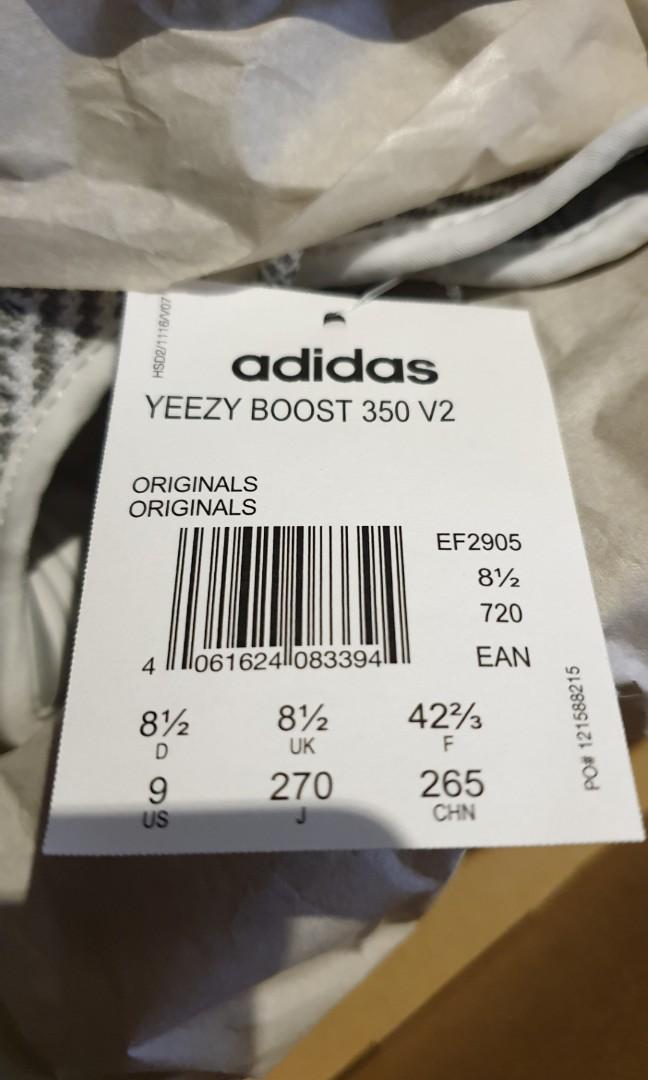 HSD2/1116/V07
adidas
YEEZY BOOST 350 V2
ORIGINALS
ORIGINALS
EF2905
8½
720
EAN
4 061624 083394
8½ 8½ 42⅔
D UK F
9 270 265
US J CHN
PO# 121588215